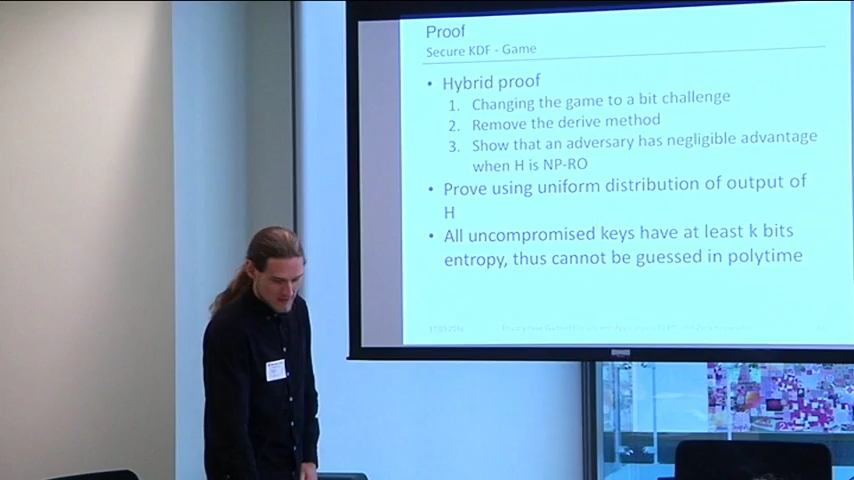 Proof
Secure KDF - Game
• Hybrid proof
1. Changing the game to a bit challenge
2. Remove the derive method
3. Show that an adversary has negligible advantage
when H is NP-RO
• Prove using uniform distribution of output of
H
• All uncompromised keys have at least k bits
entropy, thus cannot be guessed in polytime